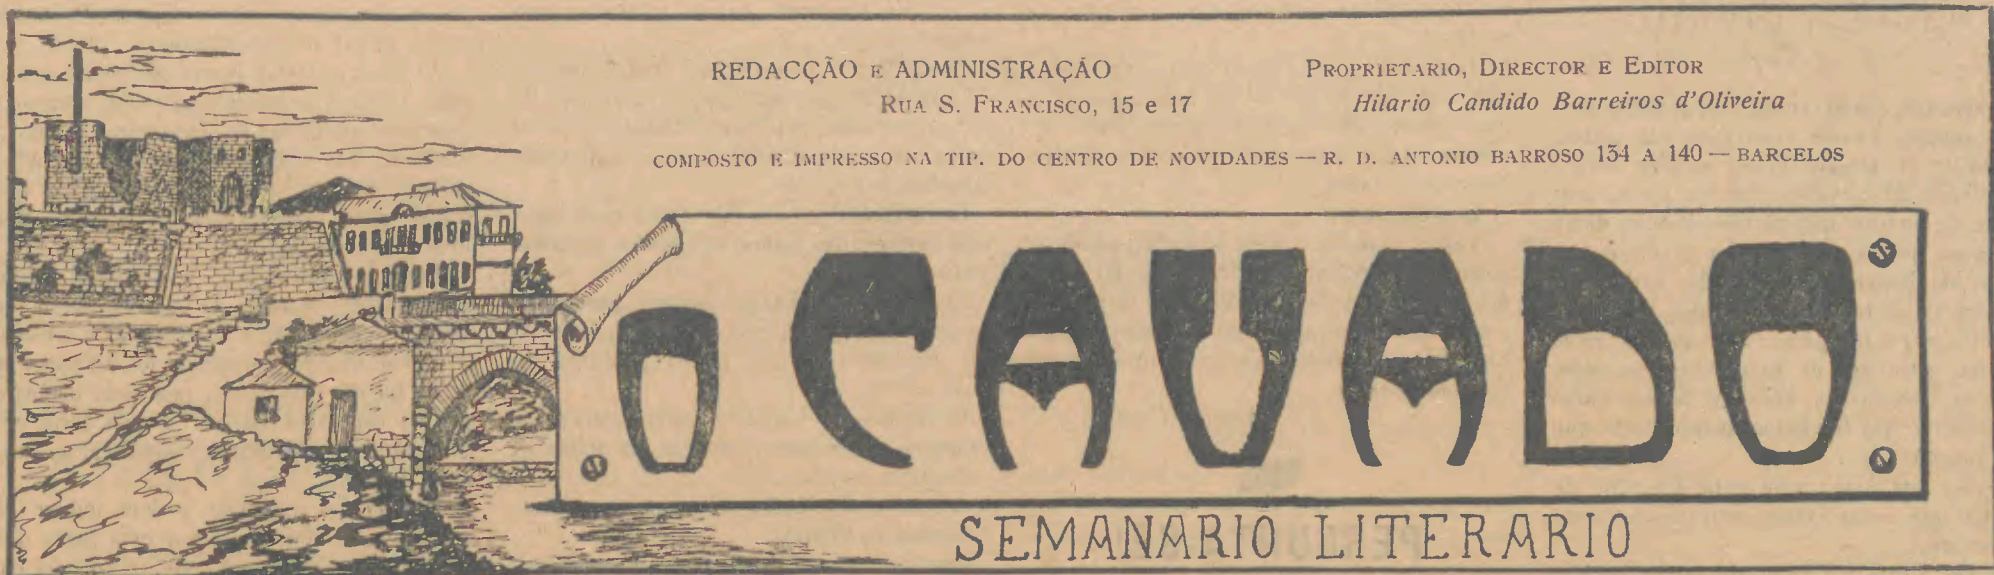 REDACÇÃO E ADMINISTRAÇÃO
RUA S. FRANCISCO, 15 e 17
PROPRIETARIO, DIRECTOR E EDITOR
Hilario Candido Barreiros d'Oliveira
COMPOSTO E IMPRESSO NA TIP. DO CENTRO DE NOVIDADES — R. D. ANTONIO BARROSO 134 A 140 — BARCELOS
O CAVADO
SEMANARIO LITERARIO